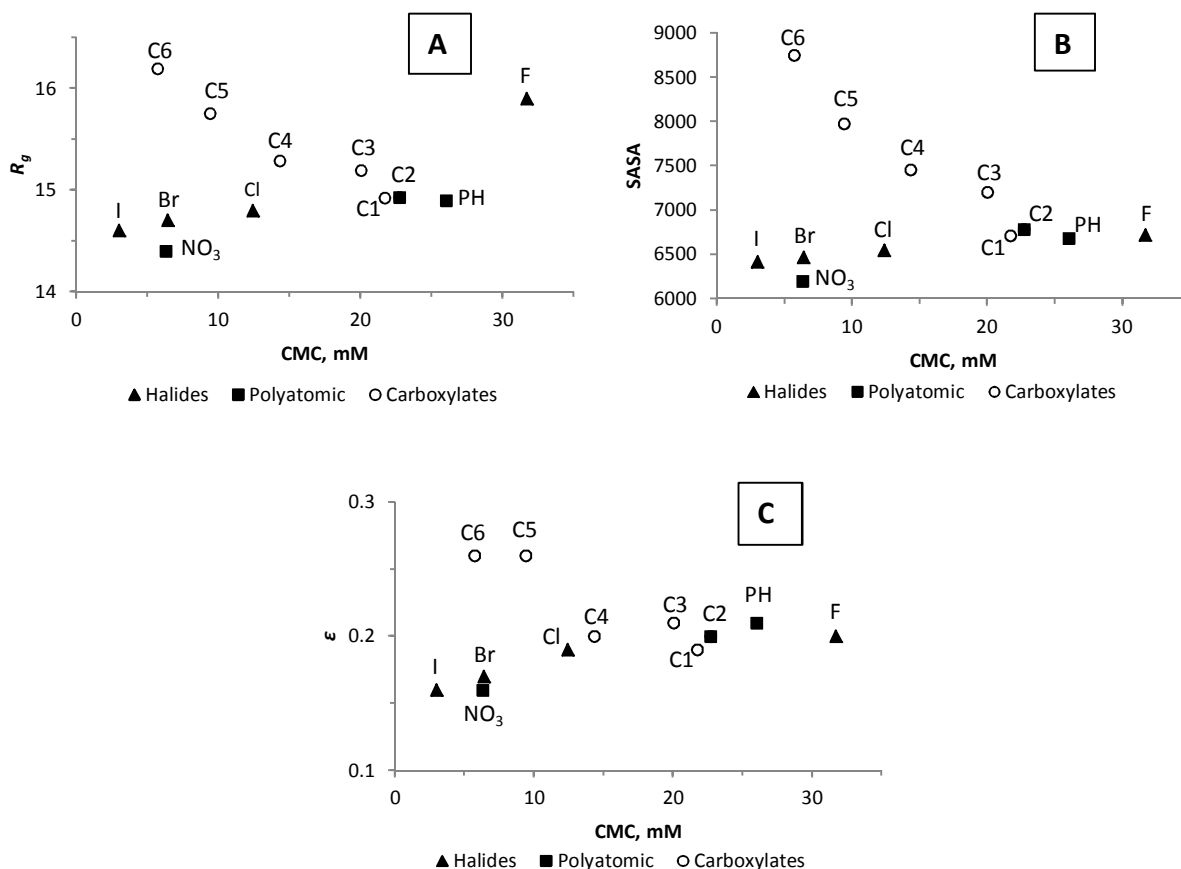 A
R_g
16
15
14
C6
C5
C4
C3
C2
C1
PH
F
I
Br
Cl
NO₃
0 10 20 30
CMC, mM
▲ Halides ■ Polyatomic ○ Carboxylates
B
SASA
9000
8500
8000
7500
7000
6500
6000
C6
C5
C4
C3
C2
C1
PH
F
I
Br
Cl
NO₃
0 10 20 30
CMC, mM
▲ Halides ■ Polyatomic ○ Carboxylates
C
ε
0.3
0.2
0.1
C6
C5
C4
C3
C2
C1
PH
F
I
Br
Cl
NO₃
0 10 20 30
CMC, mM
▲ Halides ■ Polyatomic ○ Carboxylates